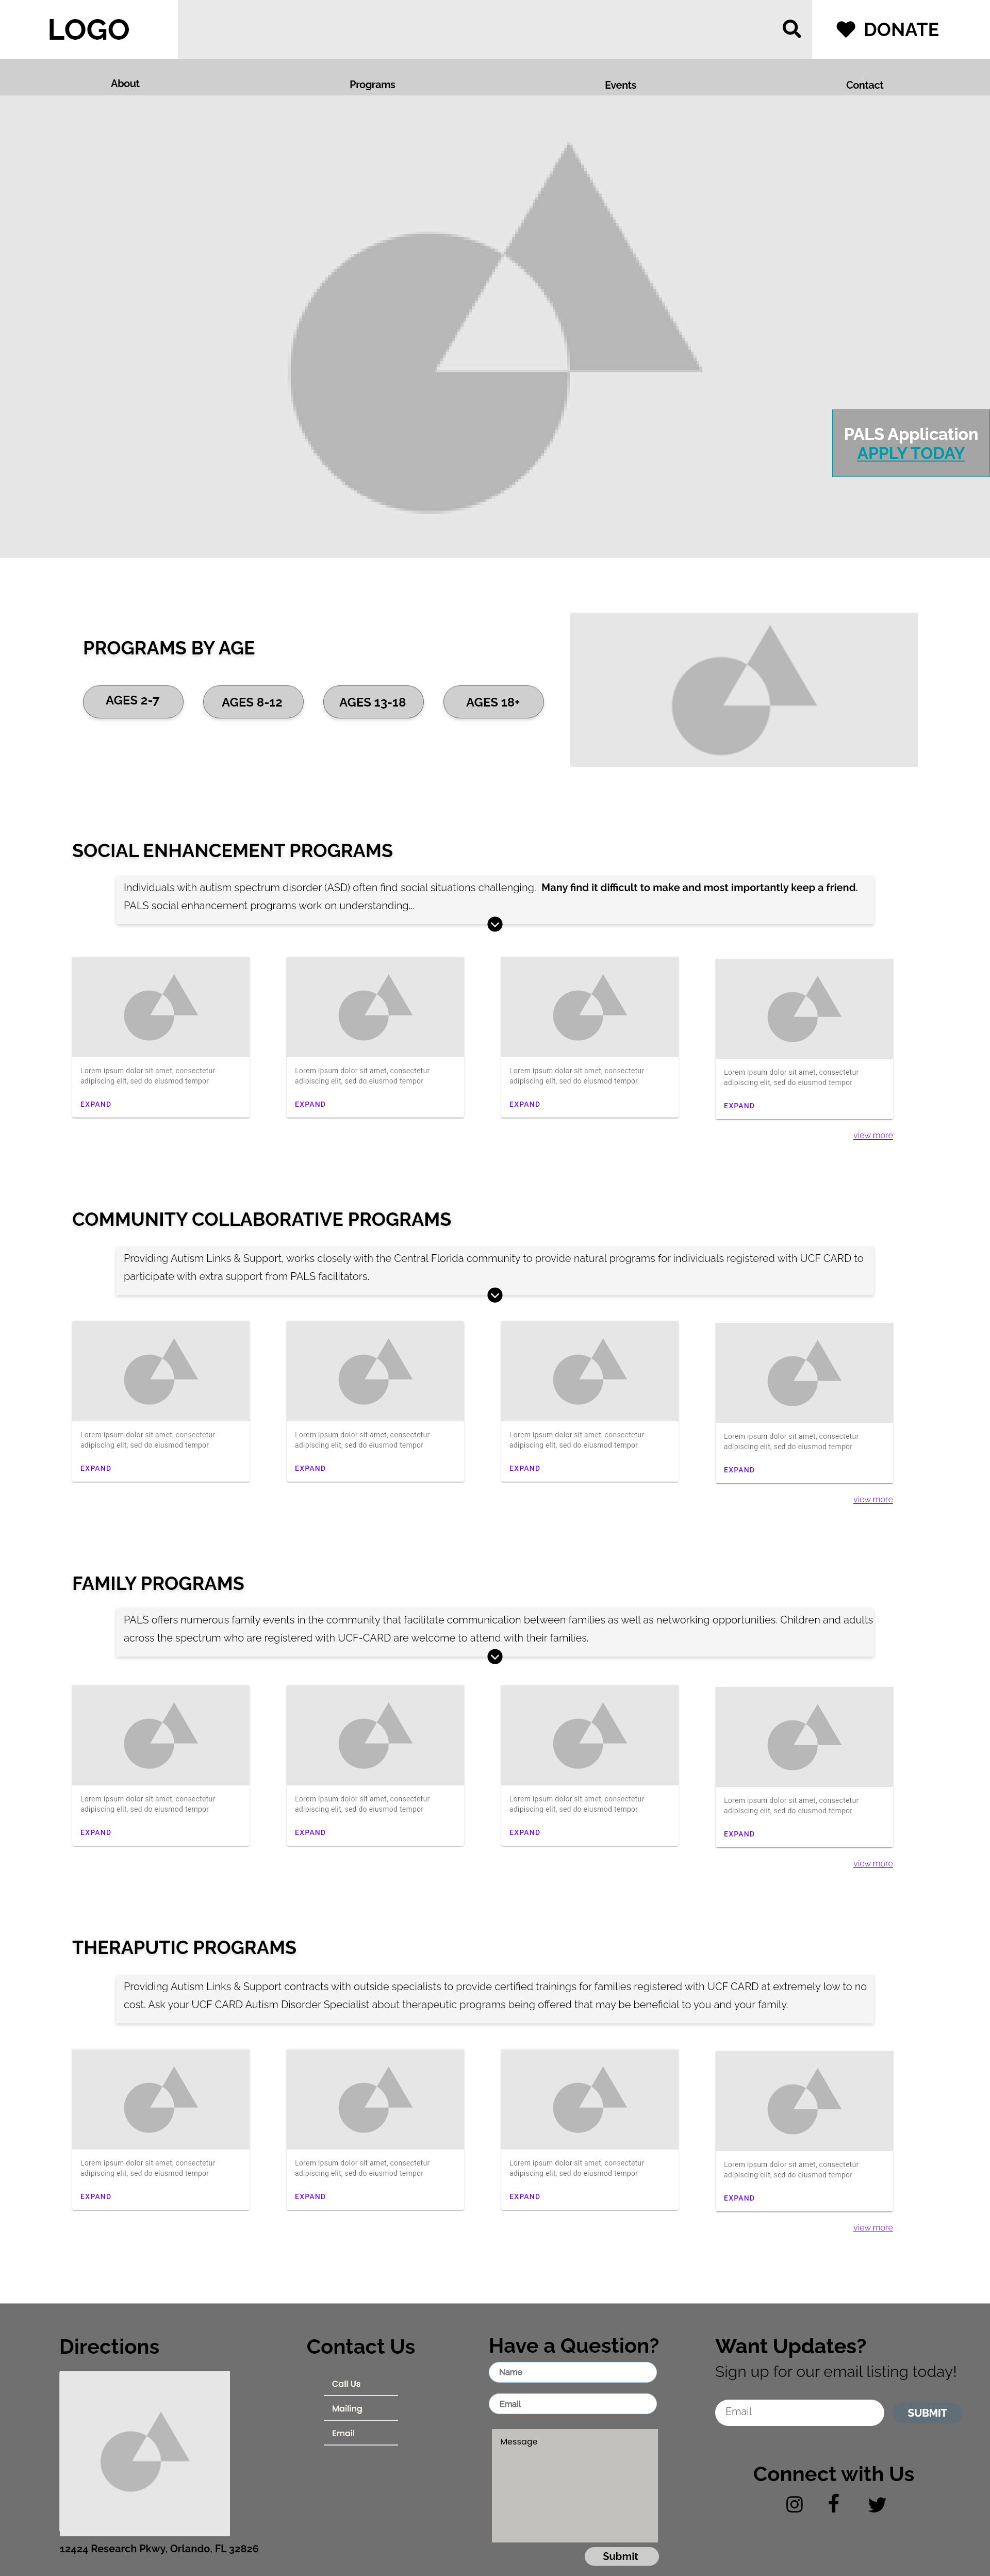 LOGO
DONATE
About
Programs
Events
Contact
PALS Application
APPLY TODAY
PROGRAMS BY AGE
AGES 2-7
AGES 8-12
AGES 13-18
AGES 18+
SOCIAL ENHANCEMENT PROGRAMS
Individuals with autism spectrum disorder (ASD) often find social situations challenging. Many find it difficult to make and most importantly keep a friend.
PALS social enhancement programs work on understanding...
Lorem ipsum dolor sit amet, consectetur
adipiscing elit, sed do eiusmod tempor
EXPAND
Lorem ipsum dolor sit amet, consectetur
adipiscing elit, sed do eiusmod tempor
EXPAND
Lorem ipsum dolor sit amet, consectetur
adipiscing elit, sed do eiusmod tempor
EXPAND
Lorem ipsum dolor sit amet, consectetur
adipiscing elit, sed do eiusmod tempor
EXPAND
view more
COMMUNITY COLLABORATIVE PROGRAMS
Providing Autism Links & Support, works closely with the Central Florida community to provide natural programs for individuals registered with UCF CARD to
participate with extra support from PALS facilitators.
Lorem ipsum dolor sit amet, consectetur
adipiscing elit, sed do eiusmod tempor
EXPAND
Lorem ipsum dolor sit amet, consectetur
adipiscing elit, sed do eiusmod tempor
EXPAND
Lorem ipsum dolor sit amet, consectetur
adipiscing elit, sed do eiusmod tempor
EXPAND
Lorem ipsum dolor sit amet, consectetur
adipiscing elit, sed do eiusmod tempor
EXPAND
view more
FAMILY PROGRAMS
PALS offers numerous family events in the community that facilitate communication between families as well as networking opportunities. Children and adults
across the spectrum who are registered with UCF-CARD are welcome to attend with their families.
Lorem ipsum dolor sit amet, consectetur
adipiscing elit, sed do eiusmod tempor
EXPAND
Lorem ipsum dolor sit amet, consectetur
adipiscing elit, sed do eiusmod tempor
EXPAND
Lorem ipsum dolor sit amet, consectetur
adipiscing elit, sed do eiusmod tempor
EXPAND
Lorem ipsum dolor sit amet, consectetur
adipiscing elit, sed do eiusmod tempor
EXPAND
view more
THERAPUTIC PROGRAMS
Providing Autism Links & Support contracts with outside specialists to provide certified trainings for families registered with UCF CARD at extremely low to no
cost. Ask your UCF CARD Autism Disorder Specialist about therapeutic programs being offered that may be beneficial to you and your family.
Lorem ipsum dolor sit amet, consectetur
adipiscing elit, sed do eiusmod tempor
EXPAND
Lorem ipsum dolor sit amet, consectetur
adipiscing elit, sed do eiusmod tempor
EXPAND
Lorem ipsum dolor sit amet, consectetur
adipiscing elit, sed do eiusmod tempor
EXPAND
Lorem ipsum dolor sit amet, consectetur
adipiscing elit, sed do eiusmod tempor
EXPAND
view more
Directions
12424 Research Pkwy, Orlando, FL 32826
Contact Us
Call Us
Mailing
Email
Have a Question?
Name
Email
Message
Submit
Want Updates?
Sign up for our email listing today!
Email
SUBMIT
Connect with Us